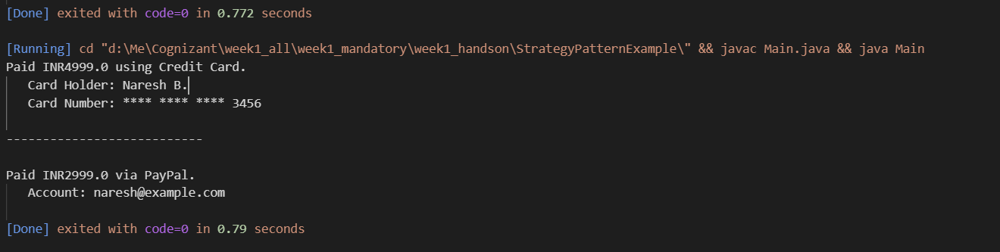 [Done] exited with code=0 in 0.772 seconds
[Running] cd "d:\Me\Cognizant\week1_all\week1_mandatory\week1_handson\StrategyPatternExample\" && javac Main.java && java Main
Paid INR4999.0 using Credit Card.
Card Holder: Naresh B.
Card Number: **** **** **** 3456
---------------------------
Paid INR2999.0 via PayPal.
Account: naresh@example.com
[Done] exited with code=0 in 0.79 seconds